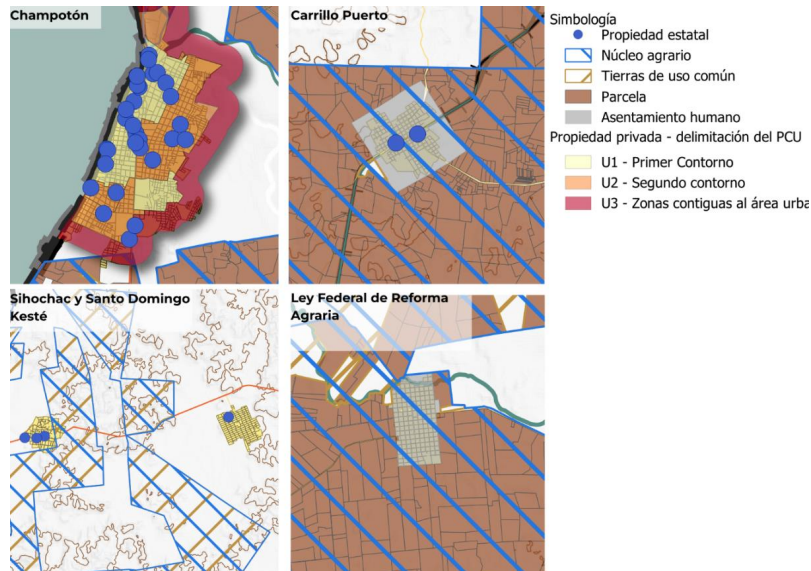 Champotón
Carrillo Puerto
Simbología
Propiedad estatal
Núcleo agrario
Tierras de uso común
Parcela
Asentamiento humano
Propiedad privada - delimitación del PCU
U1 - Primer Contorno
U2 - Segundo contorno
U3 - Zonas contiguas al área urba
Sihochac y Santo Domingo
Kesté
Ley Federal de Reforma
Agraria